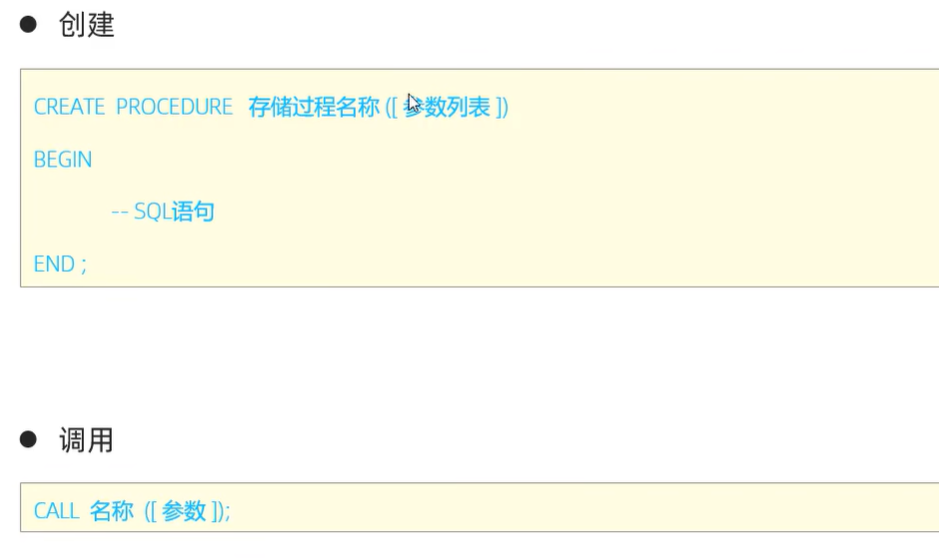 创建
CREATE PROCEDURE 存储过程名称 ([ 参数列表 ])
BEGIN
-- SQL语句
END ;
调用
CALL 名称 ([ 参数 ]);